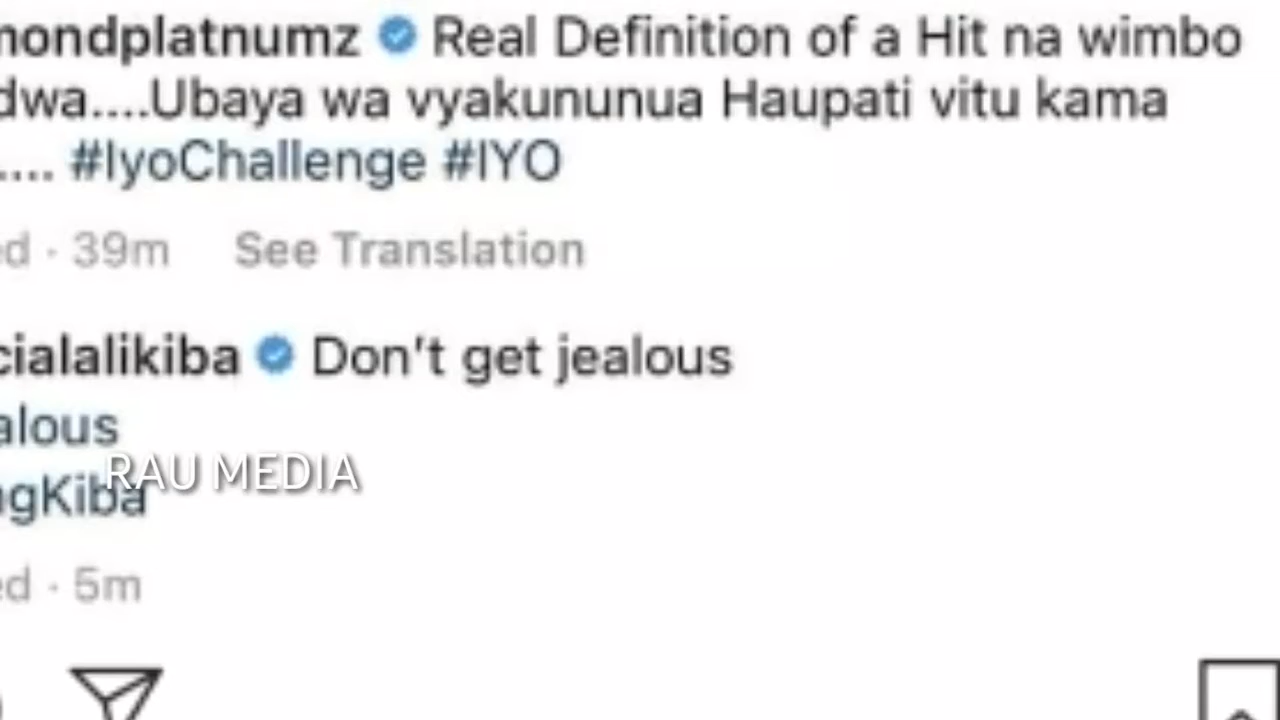 mondplatnumz Real Definition of a Hit na wimbo
dwa....Ubaya wa vyakununua Haupati vitu kama
.... #IyoChallenge #IYO
ed · 39m See Translation
cialalikiba Don't get jealous
alous
RAU MEDIA
ngKiba
ed · 5m